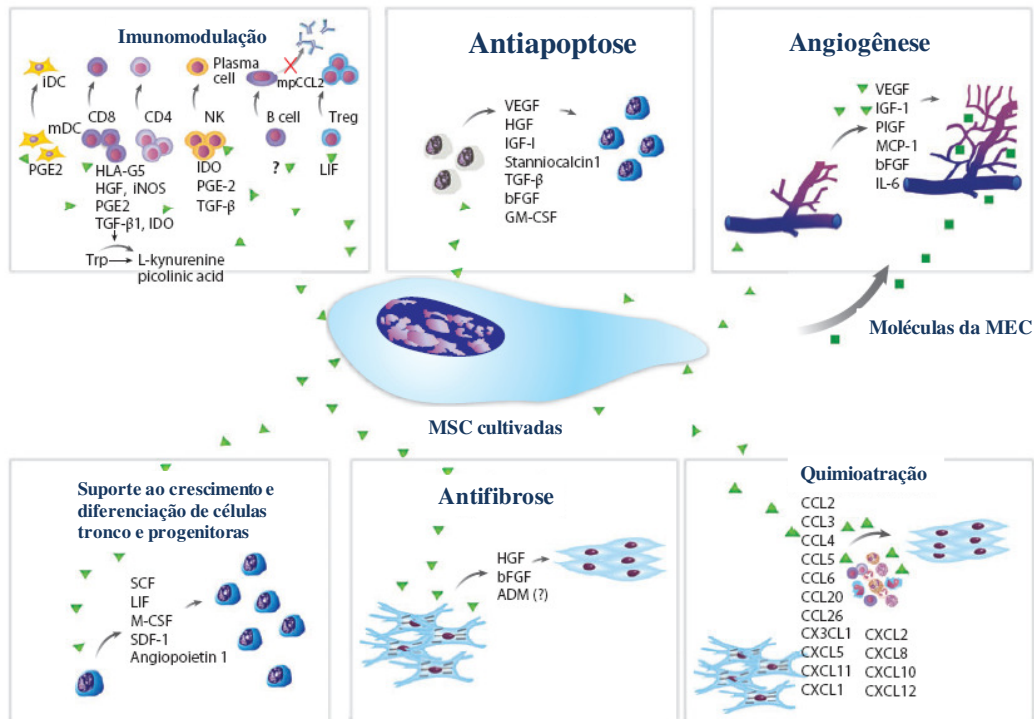 Imunomodulação
iDC
mDC
PGE2
CD8
HLA-G5
HGF, iNOS
PGE2
TGF-β1, IDO
Trp
L-kynurenine
picolinic acid
CD4
NK
IDO
PGE-2
TGF-β
Plasma
cell
mpCCL2
B cell
?
Treg
LIF
Antiapoptose
VEGF
HGF
IGF-I
Stanniocalcin1
TGF-β
bFGF
GM-CSF
Angiogênese
VEGF
IGF-1
PIGF
MCP-1
bFGF
IL-6
Moléculas da MEC
MSC cultivadas
Suporte ao crescimento e
diferenciação de células
tronco e progenitoras
SCF
LIF
M-CSF
SDF-1
Angiopoietin 1
Antifibrose
HGF
bFGF
ADM (?)
Quimioatração
CCL2
CCL3
CCL4
CCL5
CCL6
CCL20
CCL26
CX3CL1 CXCL2
CXCL5 CXCL8
CXCL11 CXCL10
CXCL1 CXCL12